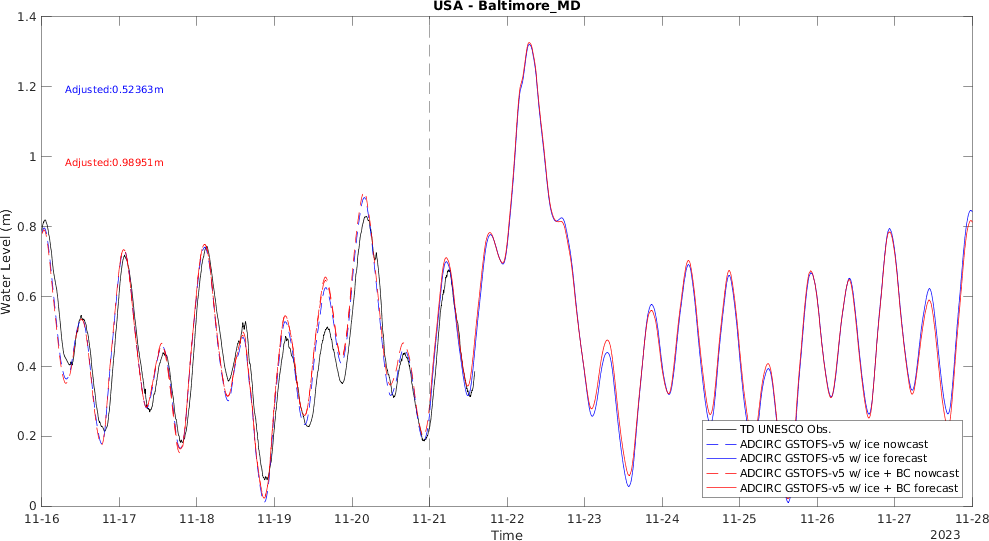 USA - Baltimore_MD
1.4
1.2
1
0.8
0.6
0.4
0.2
0
Water Level (m)
Adjusted:0.52363m
Adjusted:0.98951m
TD UNESCO Obs.
ADCIRC GSTOFS-v5 w/ ice nowcast
ADCIRC GSTOFS-v5 w/ ice forecast
ADCIRC GSTOFS-v5 w/ ice + BC nowcast
ADCIRC GSTOFS-v5 w/ ice + BC forecast
11-16 11-17 11-18 11-19 11-20 11-21 11-22 11-23 11-24 11-25 11-26 11-27 11-28
Time
2023